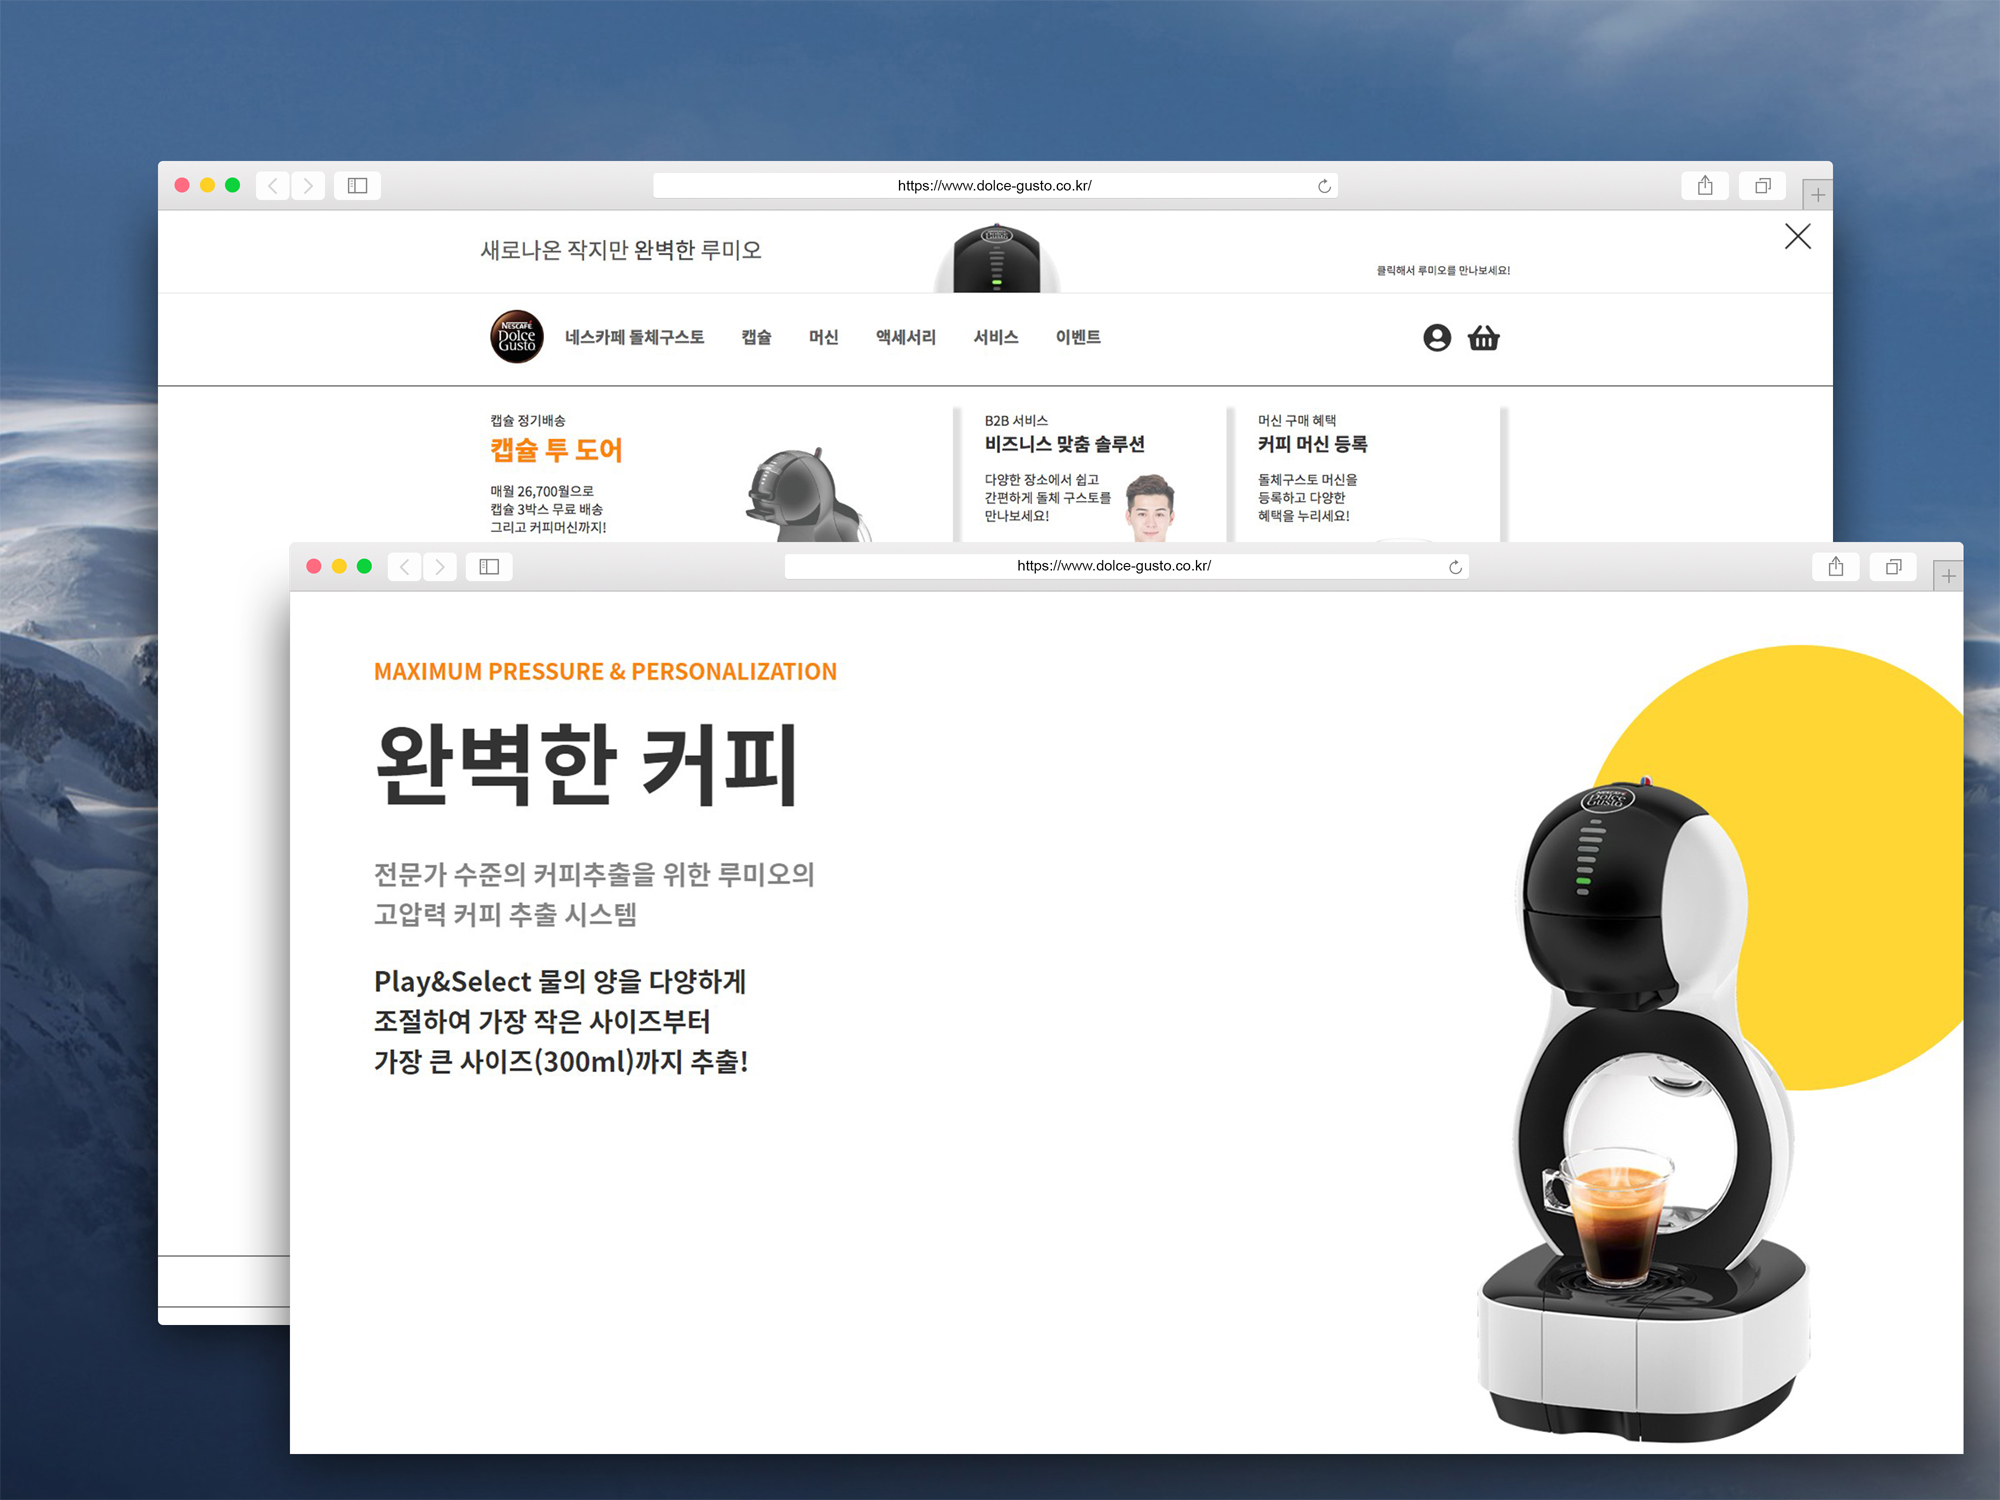 https://www.dolce-gusto.co.kr/
새로나온 작지만 완벽한 루미오
클릭해서 루미오를 만나보세요!
NESCAFÉ
Dolce
Gusto
네스카페 돌체구스토 캡슐 머신 액세서리 서비스 이벤트
캡슐 정기배송
캡슐 투 도어
매월 26,700월으로
캡슐 3박스 무료 배송
그리고 커피머신까지!
B2B 서비스
비즈니스 맞춤 솔루션
다양한 장소에서 쉽고
간편하게 돌체 구스토를
만나보세요!
머신 구매 혜택
커피 머신 등록
돌체구스토 머신을
등록하고 다양한
혜택을 누리세요!
https://www.dolce-gusto.co.kr/
MAXIMUM PRESSURE & PERSONALIZATION
완벽한 커피
전문가 수준의 커피추출을 위한 루미오의
고압력 커피 추출 시스템
Play&Select 물의 양을 다양하게
조절하여 가장 작은 사이즈부터
가장 큰 사이즈(300ml)까지 추출!
NESCAFÉ
Dolce
Gusto